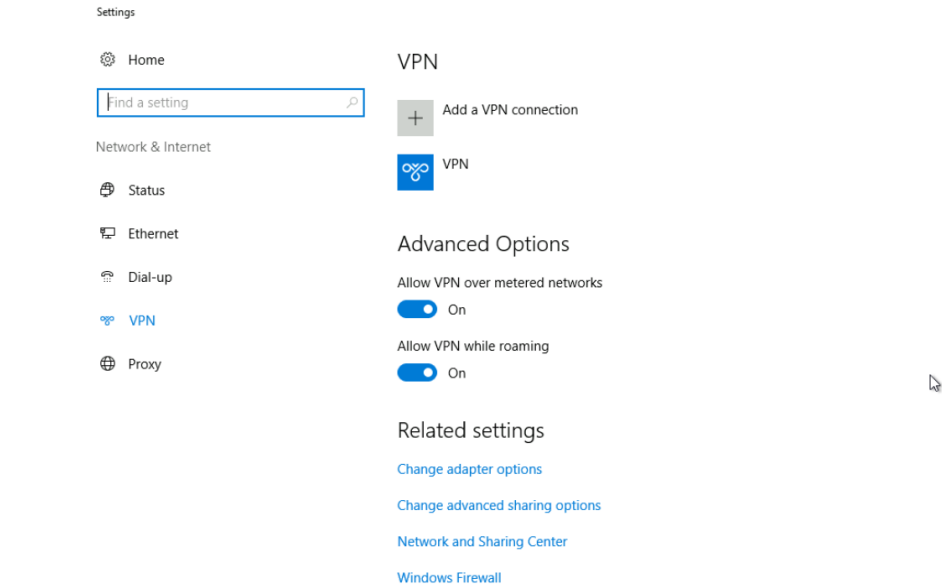 Settings
Home
Find a setting
Network & Internet
Status
Ethernet
Dial-up
VPN
Proxy
VPN
Add a VPN connection
VPN
Advanced Options
Allow VPN over metered networks
On
Allow VPN while roaming
On
Related settings
Change adapter options
Change advanced sharing options
Network and Sharing Center
Windows Firewall